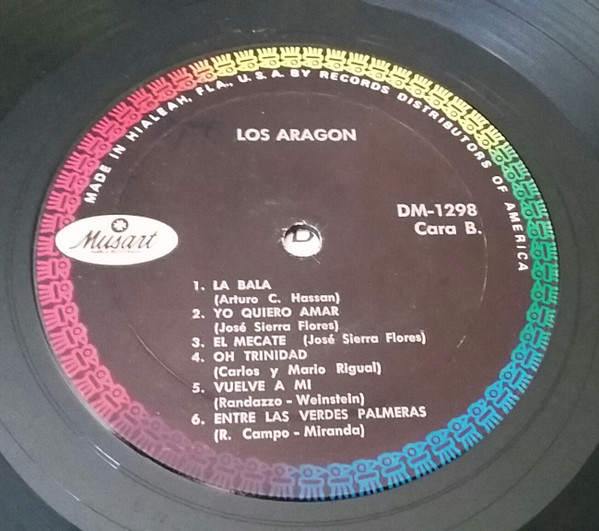 MADE IN HIALEAH, FLA., U.S.A. BY RECORDS DISTRIBUTORS OF AMERICA
LOS ARAGON
DM-1298
Cara B.
Musart
1. LA BALA
(Arturo C. Hassan)
2. YO QUIERO AMAR
(José Sierra Flores)
3. EL MECATE (José Sierra Flores)
4. OH TRINIDAD
(Carlos y Mario Rigual)
5. VUELVE A MI
(Randazzo - Weinstein)
6. ENTRE LAS VERDES PALMERAS
(R. Campo - Miranda)